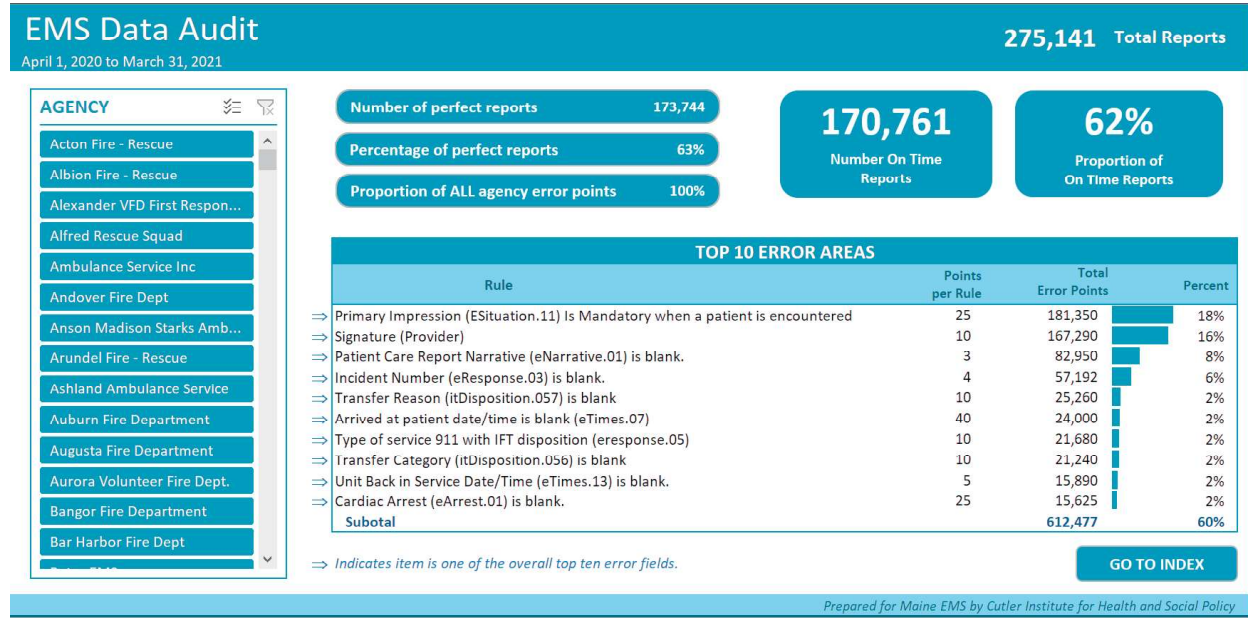 EMS Data Audit
275,141 Total Reports
April 1, 2020 to March 31, 2021
AGENCY
Acton Fire - Rescue
Albion Fire - Rescue
Alexander VFD First Respon...
Alfred Rescue Squad
Ambulance Service Inc
Andover Fire Dept
Anson Madison Starks Amb...
Arundel Fire - Rescue
Ashland Ambulance Service
Auburn Fire Department
Augusta Fire Department
Aurora Volunteer Fire Dept.
Bangor Fire Department
Bar Harbor Fire Dept
Number of perfect reports 173,744
Percentage of perfect reports 63%
Proportion of ALL agency error points 100%
170,761
Number On Time
Reports
62%
Proportion of
On Time Reports
TOP 10 ERROR AREAS
Rule Points per Rule Total Error Points Percent
⇒ Primary Impression (ESituation.11) Is Mandatory when a patient is encountered 25 181,350 18%
⇒ Signature (Provider) 10 167,290 16%
⇒ Patient Care Report Narrative (eNarrative.01) is blank. 3 82,950 8%
⇒ Incident Number (eResponse.03) is blank. 4 57,192 6%
⇒ Transfer Reason (itDisposition.057) is blank 10 25,260 2%
⇒ Arrived at patient date/time is blank (eTimes.07) 40 24,000 2%
⇒ Type of service 911 with IFT disposition (eresponse.05) 10 21,680 2%
⇒ Transfer Category (itDisposition.056) is blank 10 21,240 2%
⇒ Unit Back in Service Date/Time (eTimes.13) is blank. 5 15,890 2%
⇒ Cardiac Arrest (eArrest.01) is blank. 25 15,625 2%
Subotal 612,477 60%
⇒ Indicates item is one of the overall top ten error fields.
GO TO INDEX
Prepared for Maine EMS by Cutler Institute for Health and Social Policy